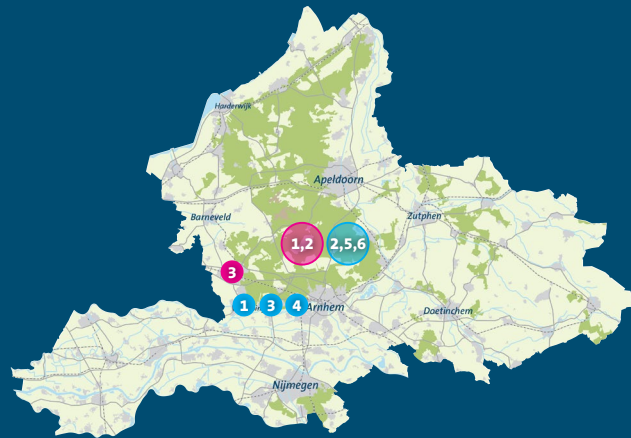 Harderwijk
Apeldoorn
Barneveld
Zutphen
1,2
2,5,6
3
1
3
4
Arnhem
Doetinchem
Nijmegen